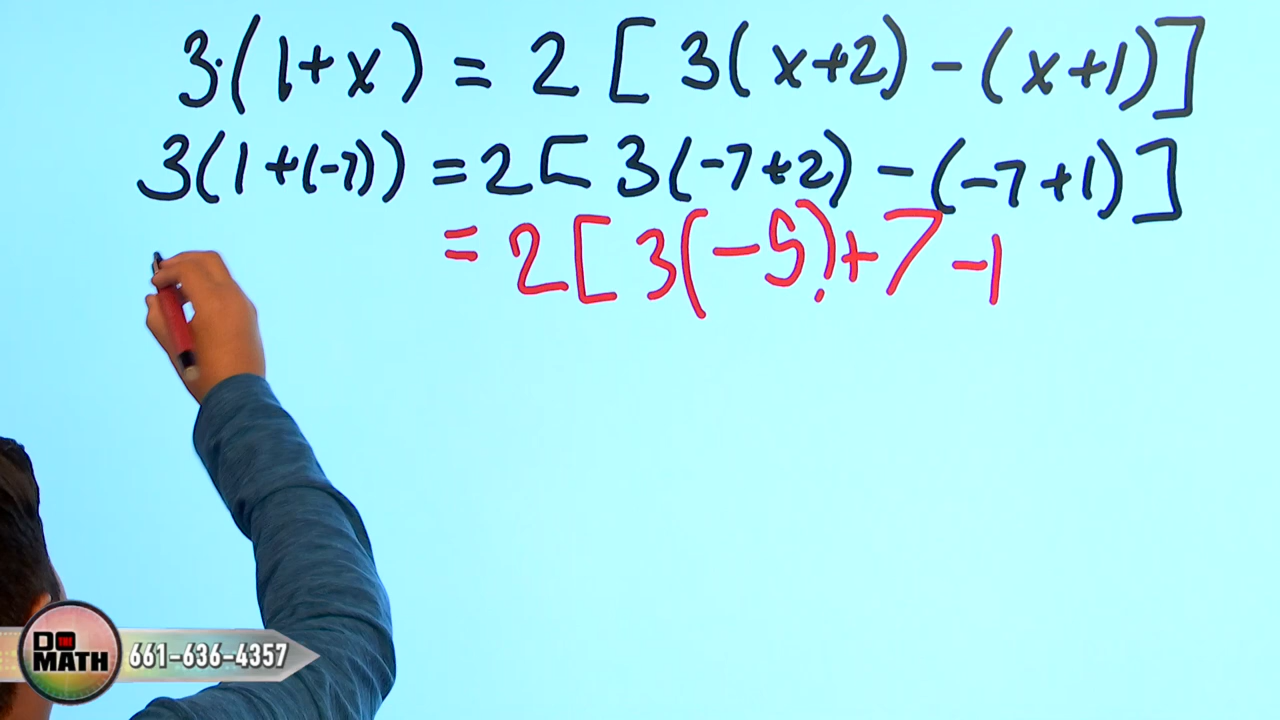 3·(1+x) = 2[3(x+2)-(x+1)]
3(1+(-7)) = 2[3(-7+2)-(-7+1)]
= 2[3(-5)+7-1
DO THE MATH
661-636-4357